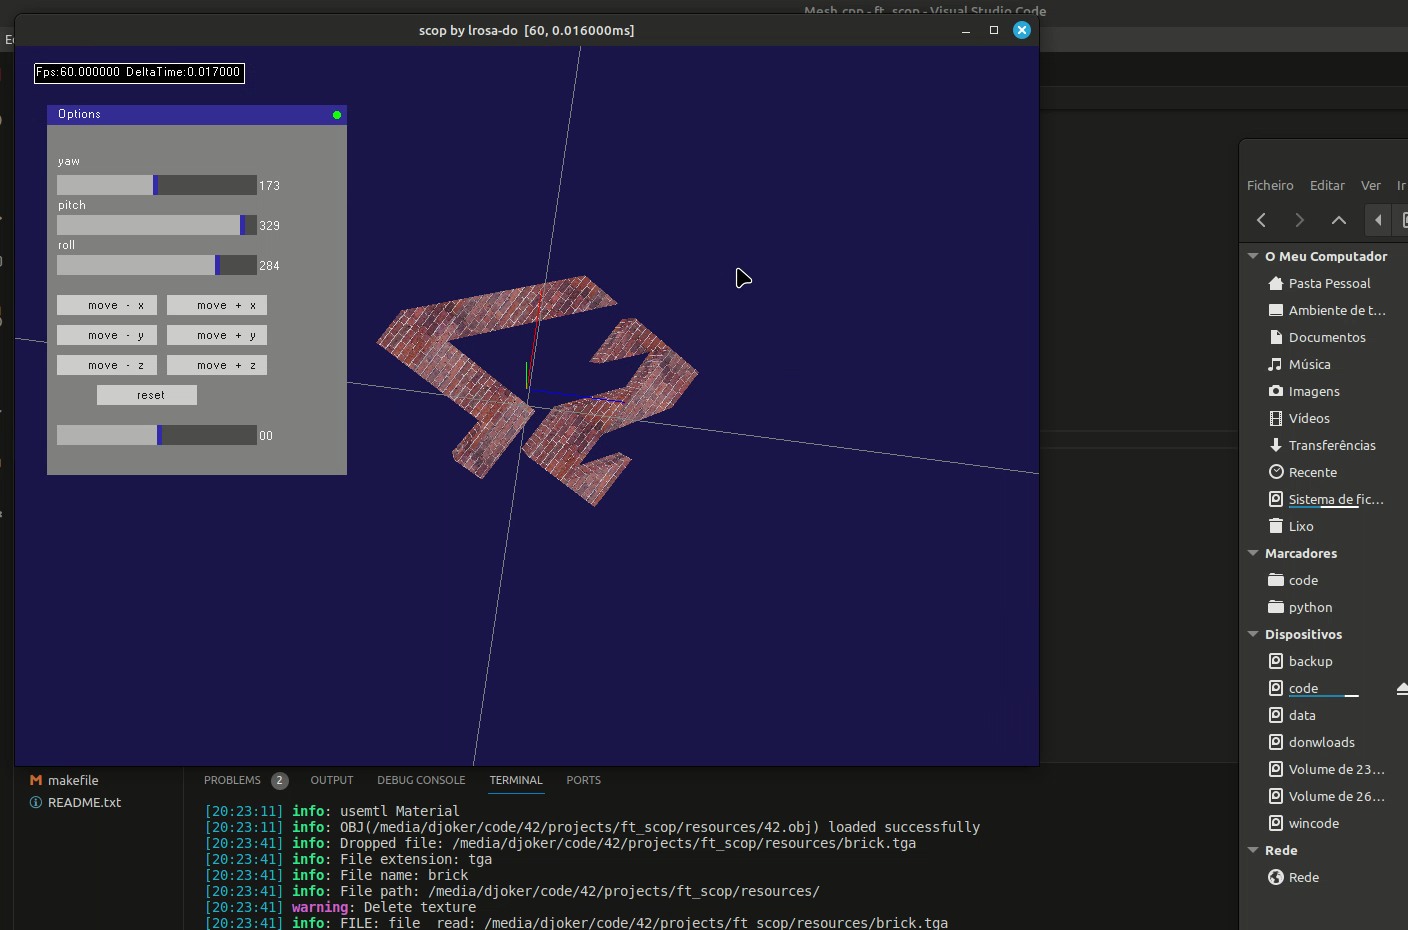 Mesh.cpp - ft_scop - Visual Studio Code
scop by lrosa-do [60, 0.016000ms]
Fps:60.000000 DeltaTime:0.017000
Options
yaw
173
pitch
329
roll
284
move - x move + x
move - y move + y
move - z move + z
reset
00
Ficheiro Editar Ver Ir
O Meu Computador
Pasta Pessoal
Ambiente de t...
Documentos
Música
Imagens
Vídeos
Transferências
Recente
Sistema de fic...
Lixo
Marcadores
code
python
Dispositivos
backup
code
data
donwloads
Volume de 23...
Volume de 26...
wincode
Rede
Rede
makefile
README.txt
PROBLEMS 2 OUTPUT DEBUG CONSOLE TERMINAL PORTS
[20:23:11] info: usemtl Material
[20:23:11] info: OBJ(/media/djoker/code/42/projects/ft_scop/resources/42.obj) loaded successfully
[20:23:41] info: Dropped file: /media/djoker/code/42/projects/ft_scop/resources/brick.tga
[20:23:41] info: File extension: tga
[20:23:41] info: File name: brick
[20:23:41] info: File path: /media/djoker/code/42/projects/ft_scop/resources/
[20:23:41] warning: Delete texture
[20:23:41] info: FILE: file read: /media/djoker/code/42/projects/ft_scop/resources/brick.tga